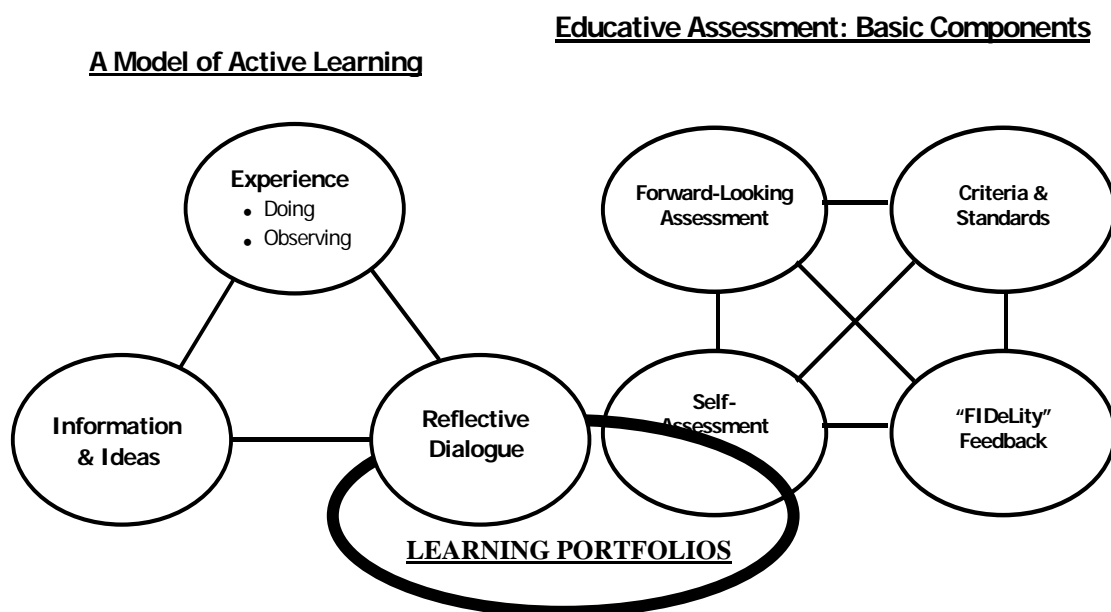 Educative Assessment: Basic Components
A Model of Active Learning
Experience
• Doing
• Observing
Information
& Ideas
Reflective
Dialogue
Forward-Looking
Assessment
Criteria &
Standards
Self-
Assessment
“FIDeLity”
Feedback
LEARNING PORTFOLIOS